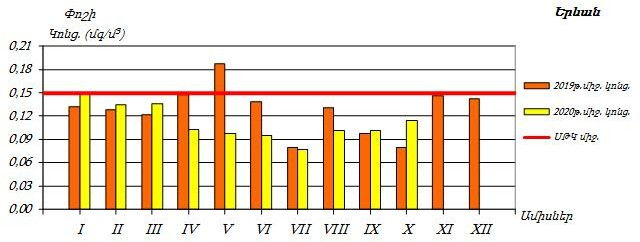 Փոշի
Կոնց. (մգ/մ³)
Երևան
0,21
0,18
0,15
0,12
0,09
0,06
0,03
0,00
I II III IV V VI VII VIII IX X XI XII
Ամիսներ
2019թ.միջ. կոնց.
2020թ.միջ. կոնց.
ՍԹԿ միջ.